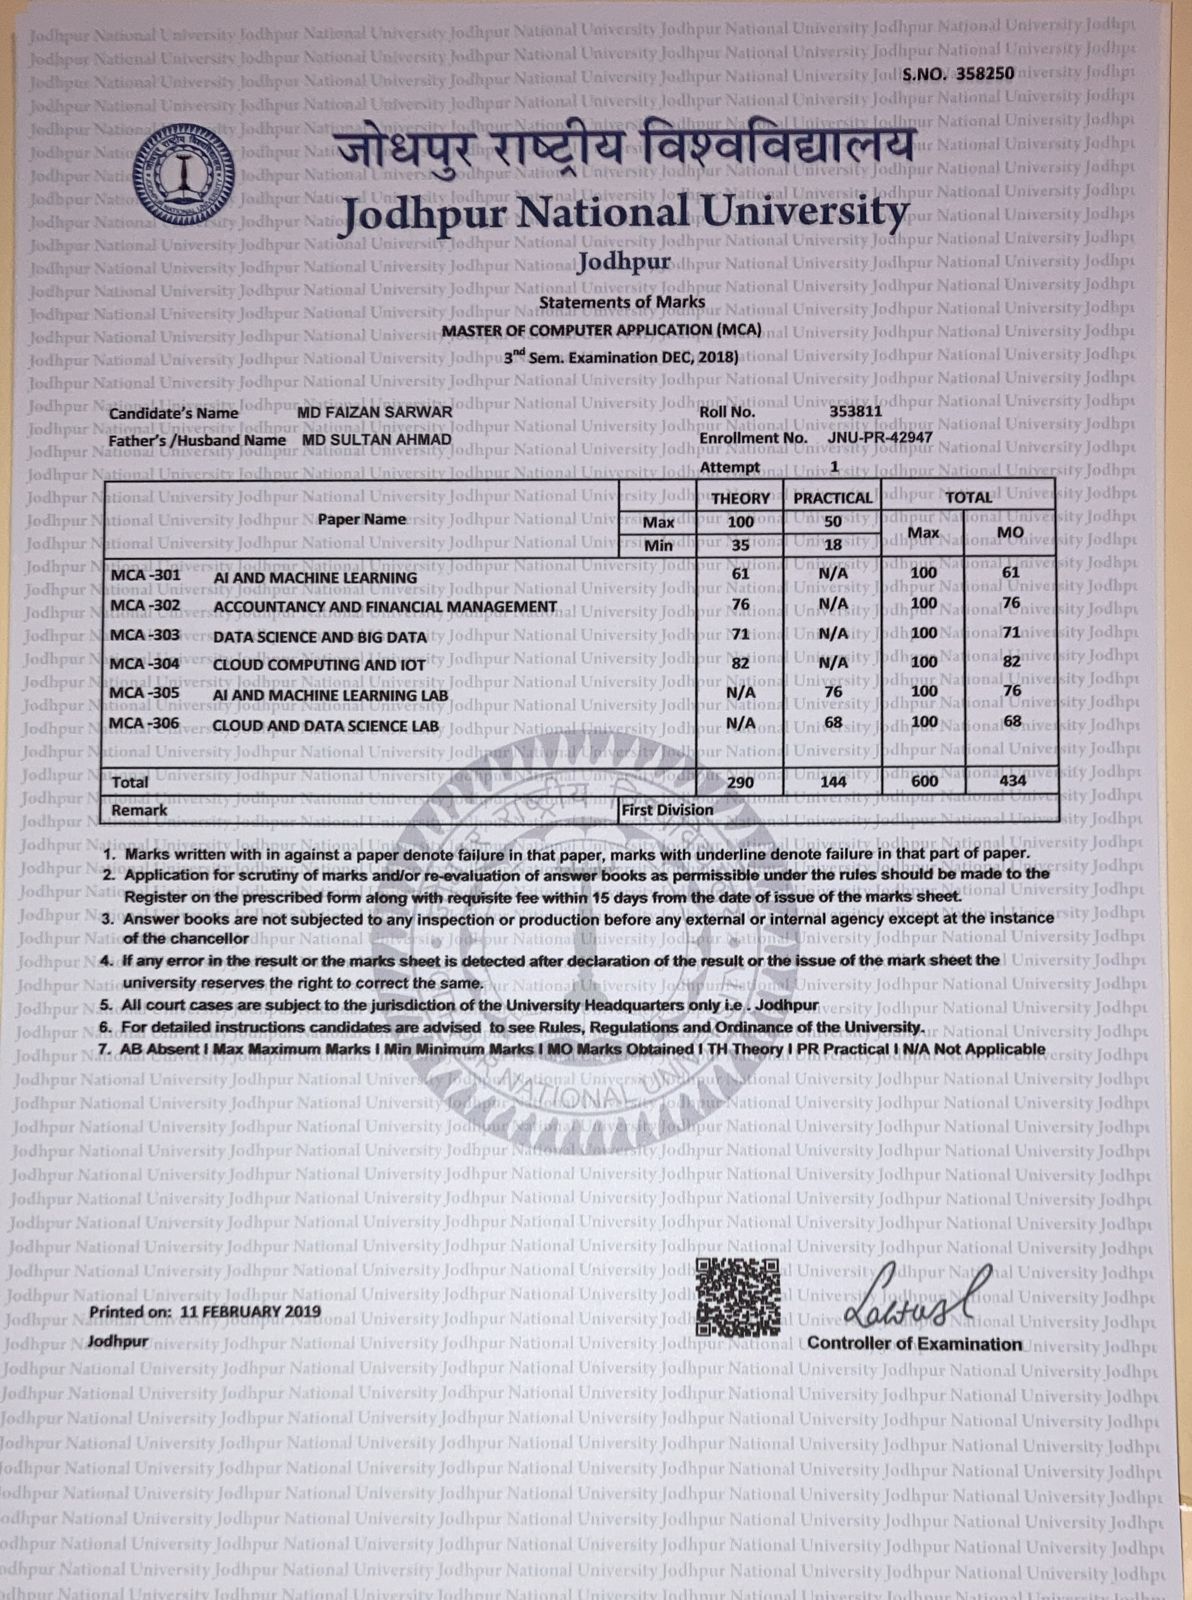 S.NO. 358250
जोधपुर राष्ट्रीय विश्वविद्यालय
Jodhpur National University
Jodhpur
Statements of Marks
MASTER OF COMPUTER APPLICATION (MCA)
3nd Sem. Examination DEC, 2018)
Candidate's Name MD FAIZAN SARWAR Roll No. 353811
Father's /Husband Name MD SULTAN AHMAD Enrollment No. JNU-PR-42947
Attempt 1
THEORY PRACTICAL TOTAL
Paper Name Max 100 50 Max MO
Min 35 18
MCA -301 AI AND MACHINE LEARNING 61 N/A 100 61
MCA -302 ACCOUNTANCY AND FINANCIAL MANAGEMENT 76 N/A 100 76
MCA -303 DATA SCIENCE AND BIG DATA 71 N/A 100 71
MCA -304 CLOUD COMPUTING AND IOT 82 N/A 100 82
MCA -305 AI AND MACHINE LEARNING LAB N/A 76 100 76
MCA -306 CLOUD AND DATA SCIENCE LAB N/A 68 100 68
Total 290 144 600 434
Remark First Division
1. Marks written with in against a paper denote failure in that paper, marks with underline denote failure in that part of paper.
2. Application for scrutiny of marks and/or re-evaluation of answer books as permissible under the rules should be made to the
Register on the prescribed form along with requisite fee within 15 days from the date of issue of the marks sheet.
3. Answer books are not subjected to any inspection or production before any external or internal agency except at the instance
of the chancellor
4. If any error in the result or the marks sheet is detected after declaration of the result or the issue of the mark sheet the
university reserves the right to correct the same.
5. All court cases are subject to the jurisdiction of the University Headquarters only i.e . Jodhpur
6. For detailed instructions candidates are advised to see Rules, Regulations and Ordinance of the University.
7. AB Absent I Max Maximum Marks I Min Minimum Marks I MO Marks Obtained I TH Theory I PR Practical I N/A Not Applicable
Printed on: 11 FEBRUARY 2019
Jodhpur
Controller of Examination